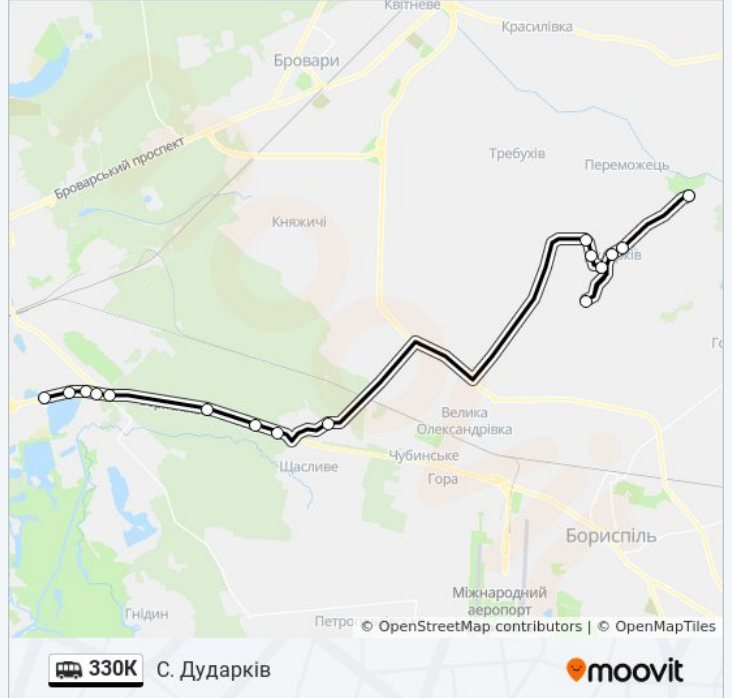 Квітневе
Красилівка
Бровари
Броварський проспект
Требухів
Переможець
Княжичі
ків
Велика
Олександрівка
Чубинське
Гора
Щасливе
Бориспіль
Міжнародний
аеропорт
Гнідин
© OpenStreetMap contributors | © OpenMapTiles
330К С. Дударків
moovit